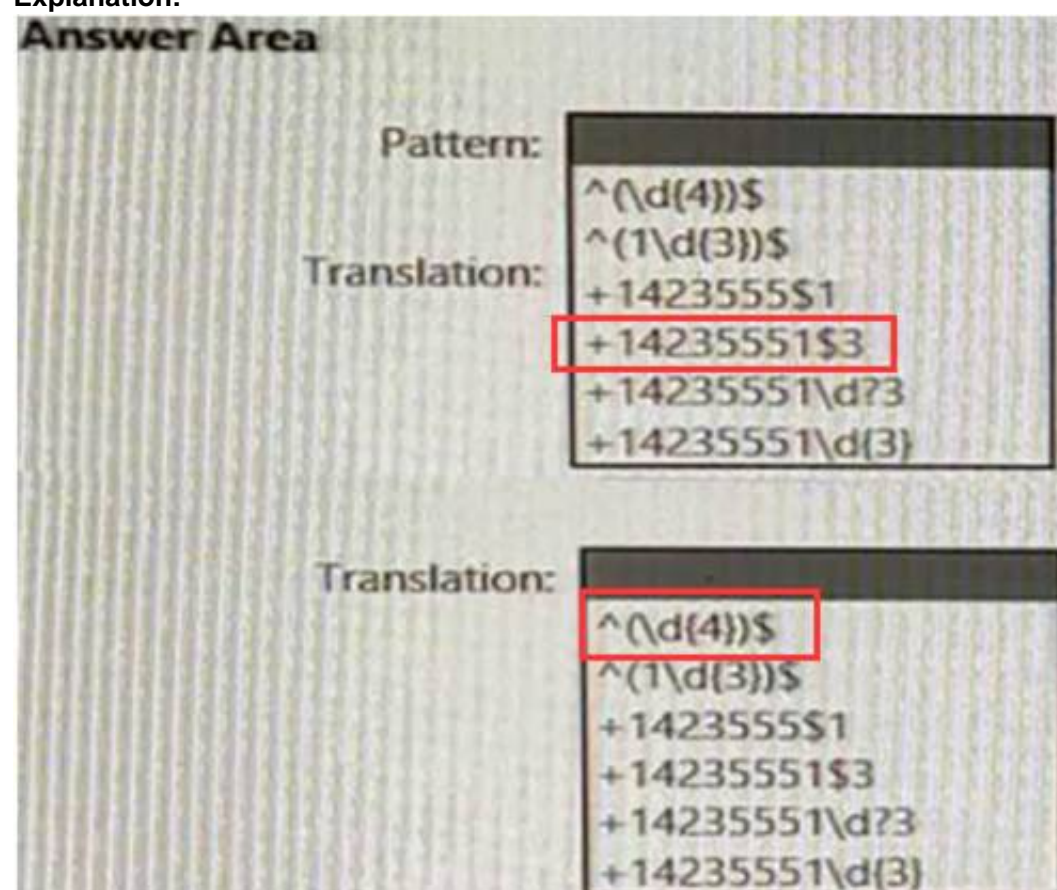 Explanation:
Answer Area
Pattern:
^(\d{4})$
^(1\d{3})$
Translation:
+1423555$1
+14235551$3
+14235551\d?3
+14235551\d{3}
Translation:
^(\d{4})$
^(1\d{3})$
+1423555$1
+14235551$3
+14235551\d?3
+14235551\d{3}